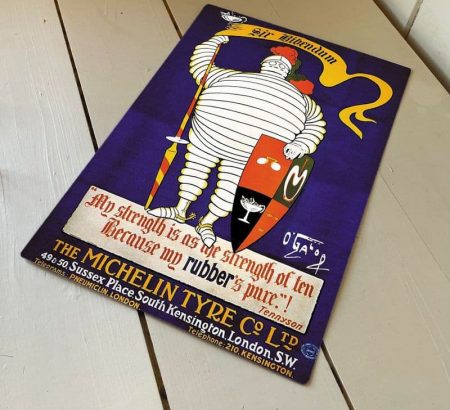 Sir Bibendum
M
O'Galop
"My strength is as the strength of ten
Because my rubber's pure."!
Tennyson
THE MICHELIN TYRE Co LTD
49&50, Sussex Place, South Kensington, London, S.W.
Telegrams: PNEUMICLIN, LONDON.
Telephone: 210, KENSINGTON.